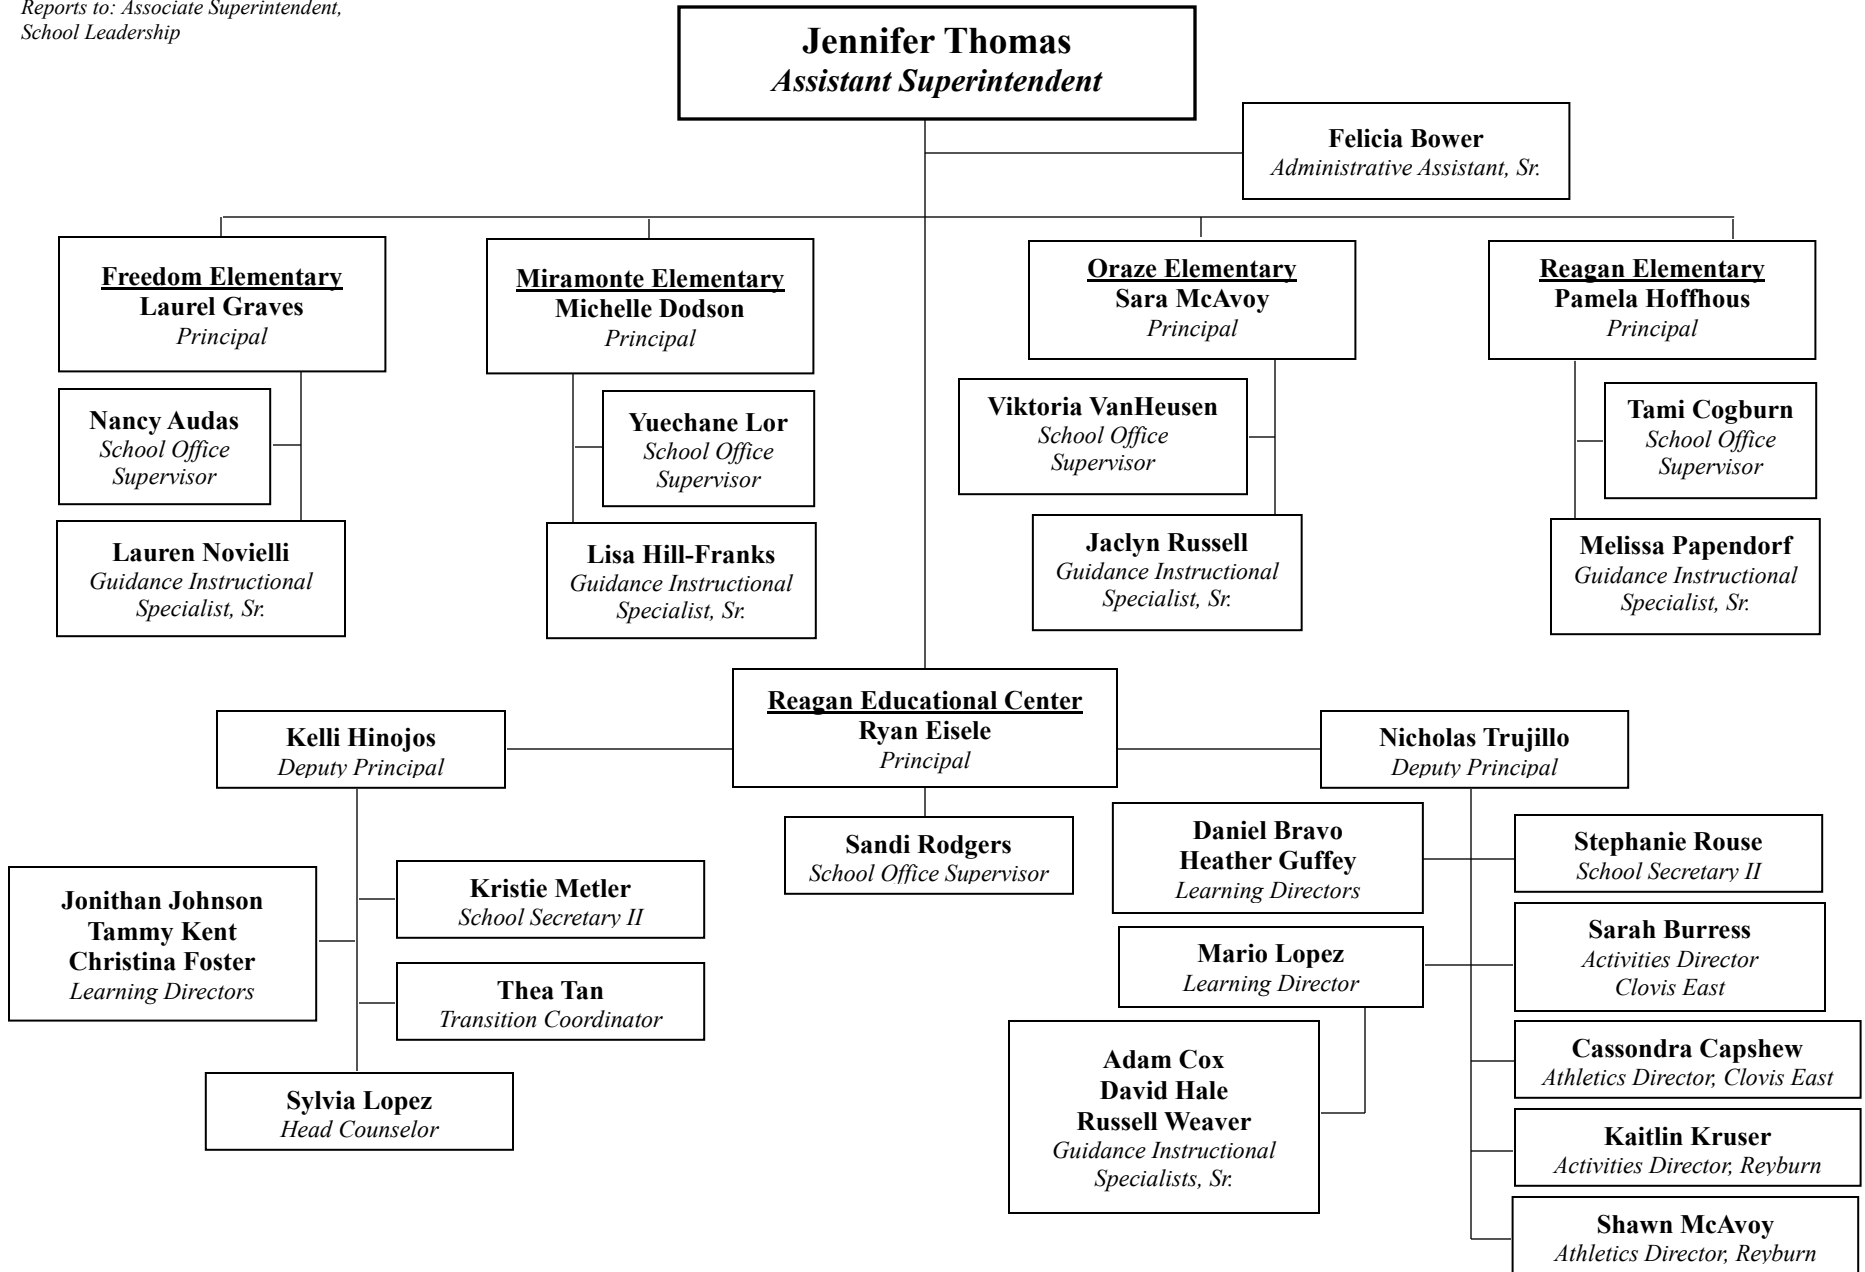 Reports to: Associate Superintendent,
School Leadership
Jennifer Thomas
Assistant Superintendent
Felicia Bower
Administrative Assistant, Sr.
Freedom Elementary
Laurel Graves
Principal
Miramonte Elementary
Michelle Dodson
Principal
Oraze Elementary
Sara McAvoy
Principal
Reagan Elementary
Pamela Hoffhous
Principal
Nancy Audas
School Office
Supervisor
Yuechane Lor
School Office
Supervisor
Viktoria VanHeusen
School Office
Supervisor
Tami Cogburn
School Office
Supervisor
Lauren Novielli
Guidance Instructional
Specialist, Sr.
Lisa Hill-Franks
Guidance Instructional
Specialist, Sr.
Jaclyn Russell
Guidance Instructional
Specialist, Sr.
Melissa Papendorf
Guidance Instructional
Specialist, Sr.
Reagan Educational Center
Ryan Eisele
Principal
Kelli Hinojos
Deputy Principal
Nicholas Trujillo
Deputy Principal
Sandi Rodgers
School Office Supervisor
Jonithan Johnson
Tammy Kent
Christina Foster
Learning Directors
Kristie Metler
School Secretary II
Thea Tan
Transition Coordinator
Sylvia Lopez
Head Counselor
Daniel Bravo
Heather Guffey
Learning Directors
Mario Lopez
Learning Director
Adam Cox
David Hale
Russell Weaver
Guidance Instructional
Specialists, Sr.
Stephanie Rouse
School Secretary II
Sarah Burress
Activities Director
Clovis East
Cassondra Capshew
Athletics Director, Clovis East
Kaitlin Kruser
Activities Director, Reyburn
Shawn McAvoy
Athletics Director, Reyburn